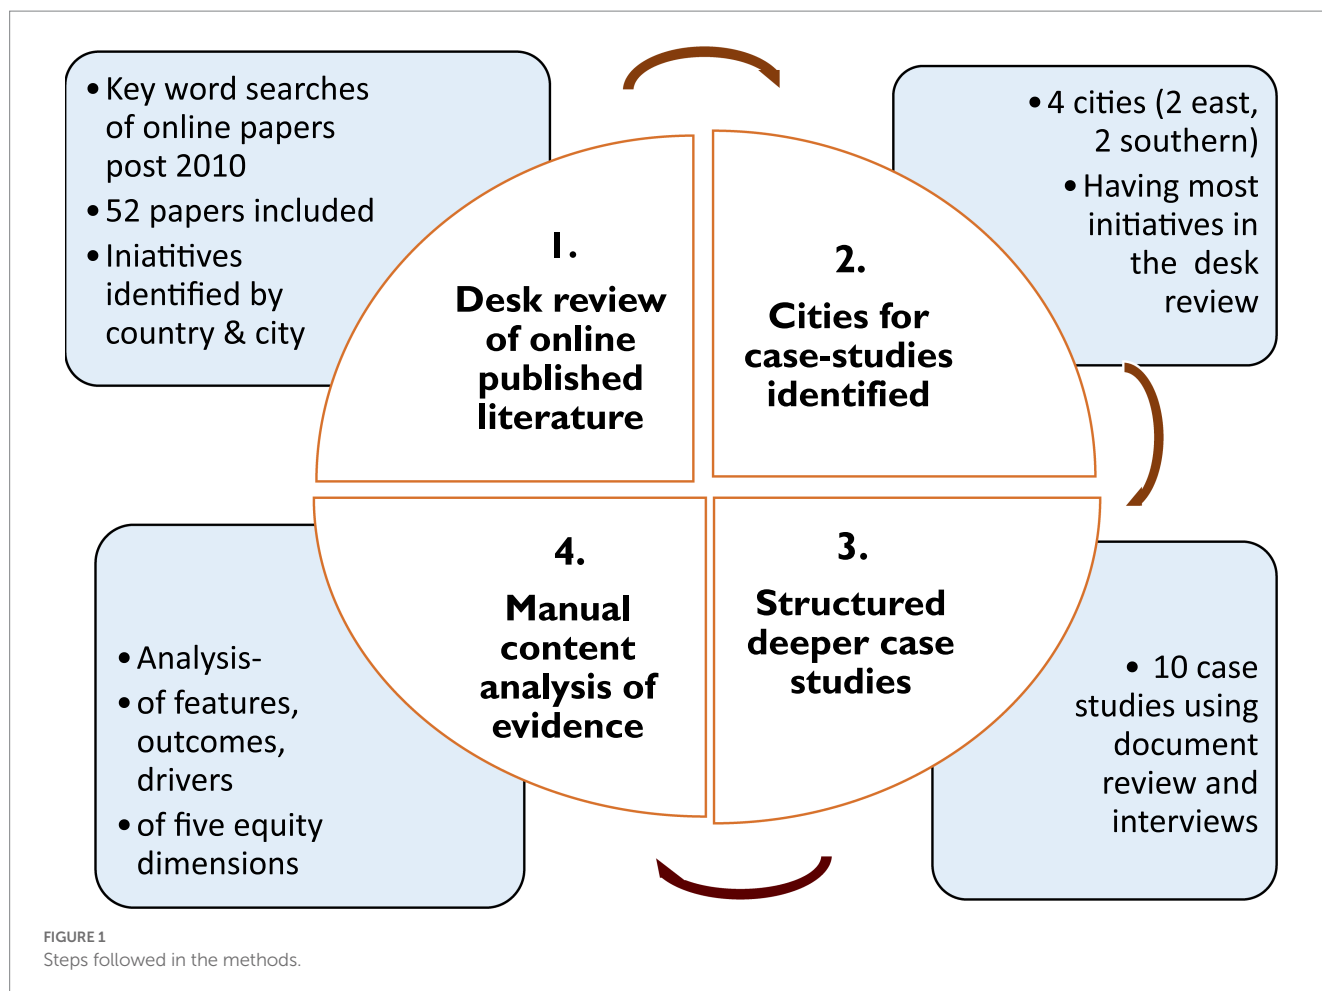 • Key word searches
of online papers
post 2010
• 52 papers included
• Iniatitives
identified by
country & city
1.
Desk review
of online
published
literature
2.
Cities for
case-studies
identified
• 4 cities (2 east,
2 southern)
• Having most
initiatives in
the desk
review
3.
Structured
deeper case
studies
• 10 case
studies using
document
review and
interviews
4.
Manual
content
analysis of
evidence
• Analysis-
• of features,
outcomes,
drivers
• of five equity
dimensions
FIGURE 1
Steps followed in the methods.